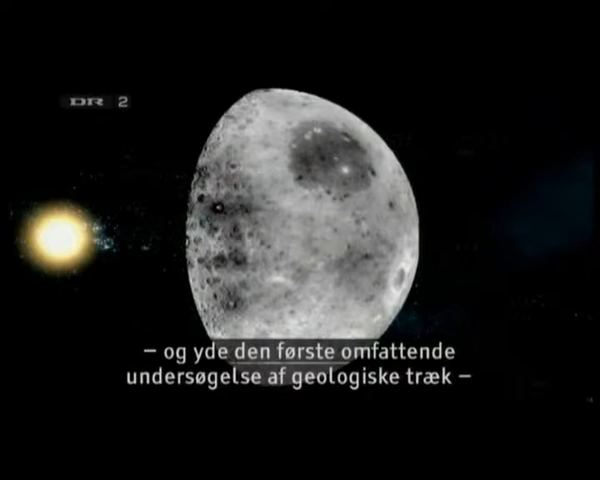 DR 2
– og yde den første omfattende
undersøgelse af geologiske træk –